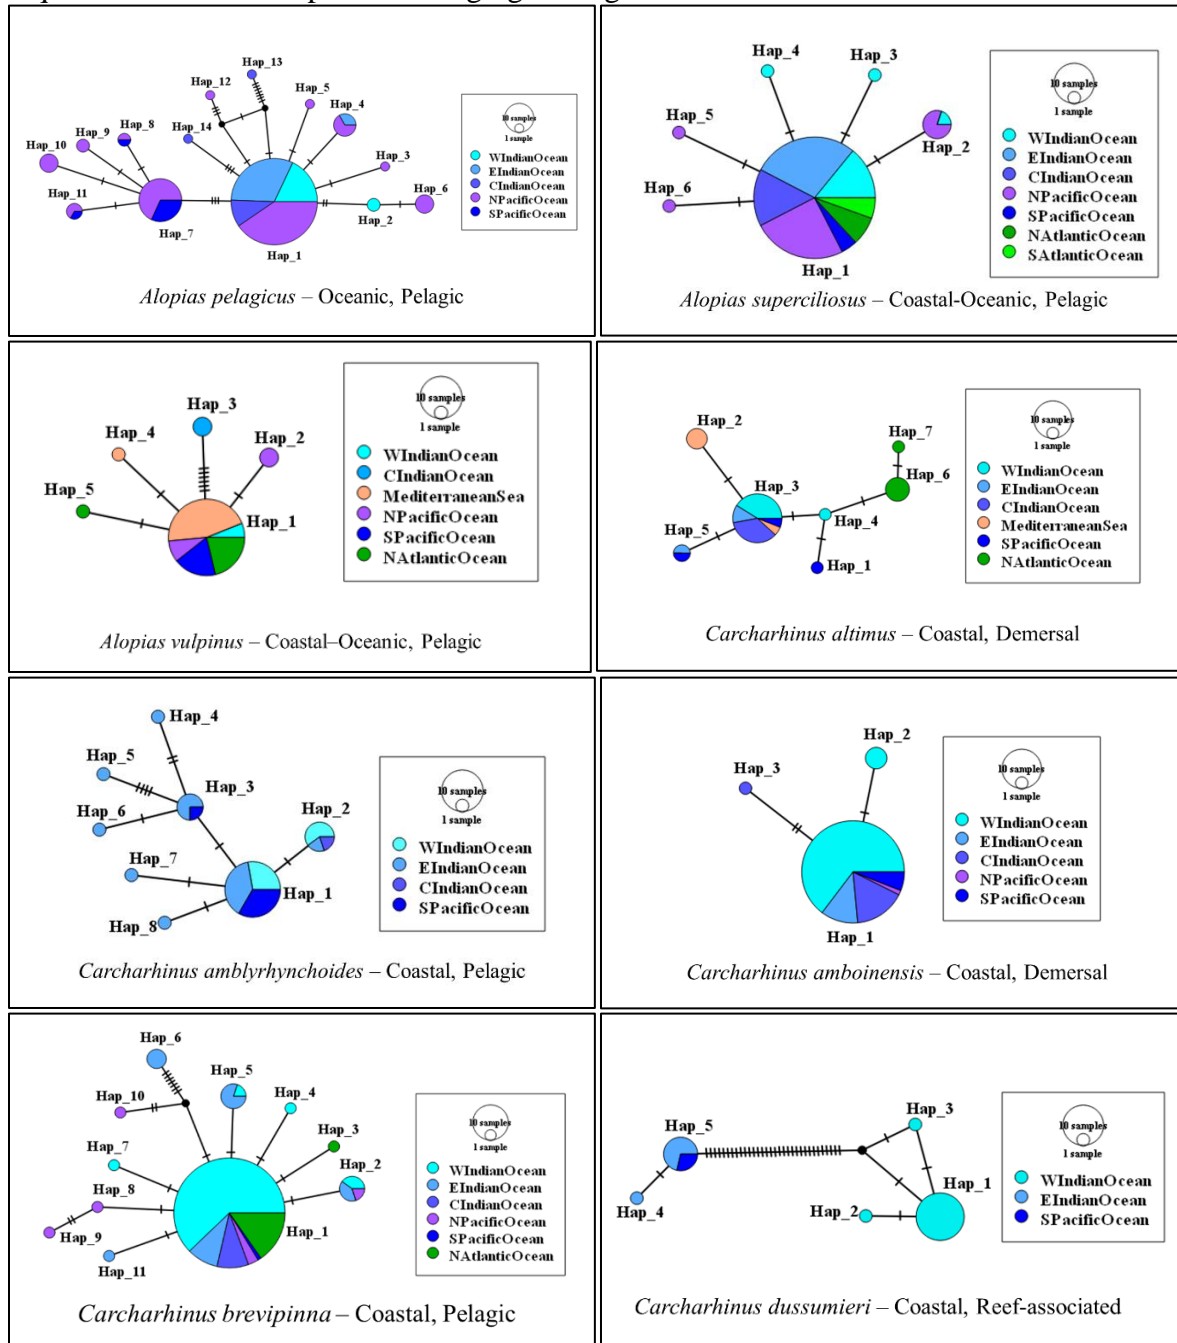 Hap_13
Hap_12
Hap_5
Hap_4
Hap_8
Hap_9
Hap_14
Hap_10
Hap_3
Hap_11
Hap_6
Hap_7
Hap_2
Hap_1
10 samples
1 sample
WIndianOcean
EIndianOcean
CIndianOcean
NPacificOcean
SPacificOcean
Alopias pelagicus – Oceanic, Pelagic
Hap_4
Hap_3
Hap_5
Hap_2
Hap_6
Hap_1
10 samples
1 sample
WIndianOcean
EIndianOcean
CIndianOcean
NPacificOcean
SPacificOcean
NAtlanticOcean
SAtlanticOcean
Alopias superciliosus – Coastal-Oceanic, Pelagic
Hap_3
Hap_4
Hap_2
Hap_5
Hap_1
10 samples
1 sample
WIndianOcean
CIndianOcean
MediterraneanSea
NPacificOcean
SPacificOcean
NAtlanticOcean
Alopias vulpinus – Coastal–Oceanic, Pelagic
Hap_2
Hap_7
Hap_6
Hap_3
Hap_4
Hap_5
Hap_1
10 samples
1 sample
WIndianOcean
EIndianOcean
CIndianOcean
MediterraneanSea
SPacificOcean
NAtlanticOcean
Carcharhinus altimus – Coastal, Demersal
Hap_4
Hap_5
Hap_3
Hap_6
Hap_2
Hap_7
Hap_1
Hap_8
10 samples
1 sample
WIndianOcean
EIndianOcean
CIndianOcean
SPacificOcean
Carcharhinus amblyrhynchoides – Coastal, Pelagic
Hap_2
Hap_3
Hap_1
10 samples
1 sample
WIndianOcean
EIndianOcean
CIndianOcean
NPacificOcean
SPacificOcean
Carcharhinus amboinensis – Coastal, Demersal
Hap_6
Hap_5
Hap_4
Hap_10
Hap_3
Hap_7
Hap_2
Hap_8
Hap_1
Hap_9
Hap_11
10 samples
1 sample
WIndianOcean
EIndianOcean
CIndianOcean
NPacificOcean
SPacificOcean
NAtlanticOcean
Carcharhinus brevipinna – Coastal, Pelagic
Hap_3
Hap_5
Hap_1
Hap_4
Hap_2
10 samples
1 sample
WIndianOcean
EIndianOcean
SPacificOcean
Carcharhinus dussumieri – Coastal, Reef-associated